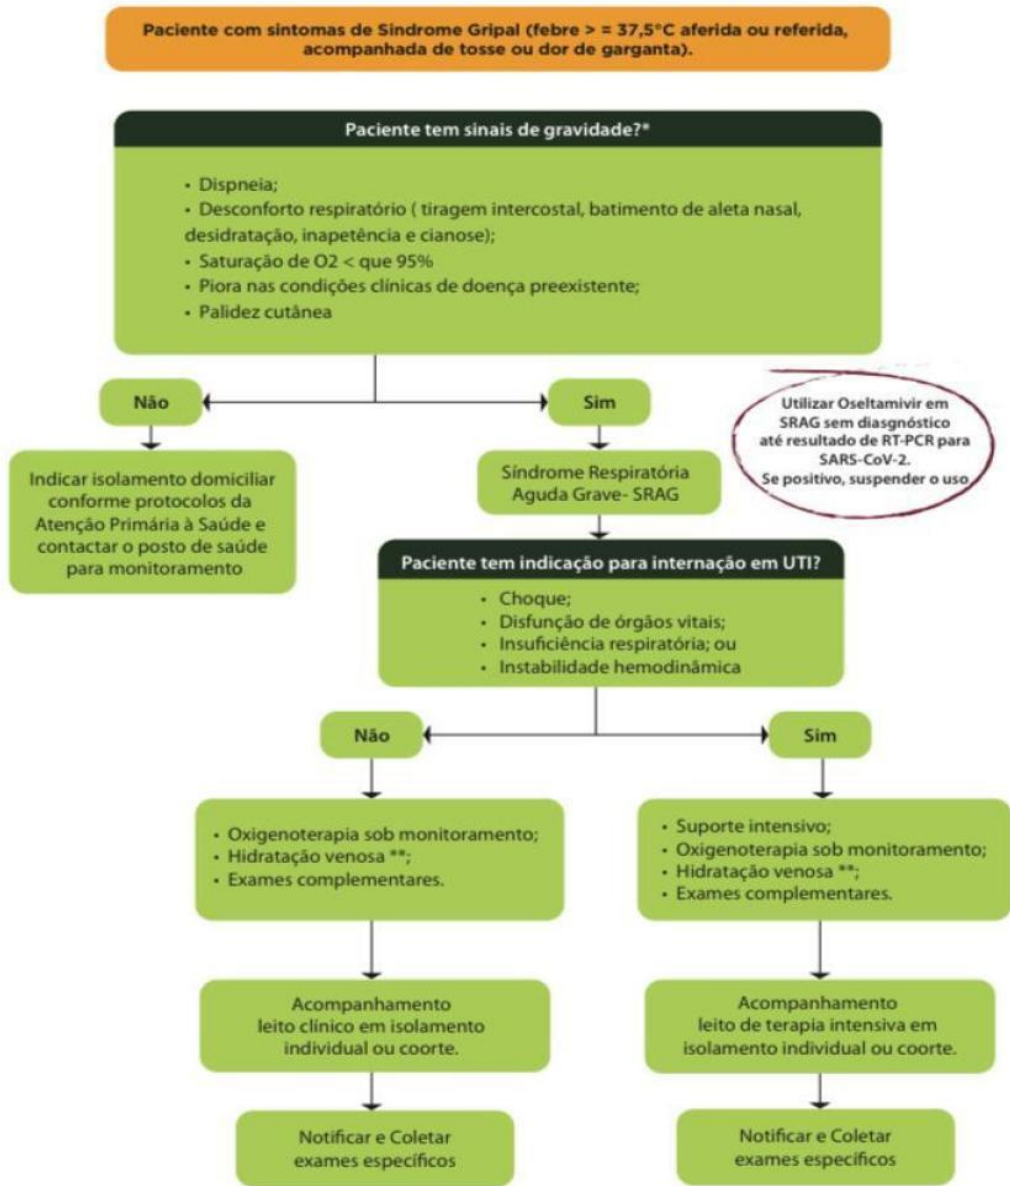 Paciente com sintomas de Síndrome Gripal (febre > = 37,5°C aferida ou referida,
acompanhada de tosse ou dor de garganta).
Paciente tem sinais de gravidade?*
• Dispneia;
• Desconforto respiratório ( tiragem intercostal, batimento de aleta nasal,
desidratação, inapetência e cianose);
• Saturação de O2 < que 95%
• Piora nas condições clínicas de doença preexistente;
• Palidez cutânea
Não
Sim
Utilizar Oseltamivir em
SRAG sem diasgnóstico
até resultado de RT-PCR para
SARS-CoV-2.
Se positivo, suspender o uso
Indicar isolamento domiciliar
conforme protocolos da
Atenção Primária à Saúde e
contactar o posto de saúde
para monitoramento
Síndrome Respiratória
Aguda Grave- SRAG
Paciente tem indicação para internação em UTI?
• Choque;
• Disfunção de órgãos vitais;
• Insuficiência respiratória; ou
• Instabilidade hemodinâmica
Não
Sim
• Oxigenoterapia sob monitoramento;
• Hidratação venosa **;
• Exames complementares.
• Suporte intensivo;
• Oxigenoterapia sob monitoramento;
• Hidratação venosa **;
• Exames complementares.
Acompanhamento
leito clínico em isolamento
individual ou coorte.
Acompanhamento
leito de terapia intensiva em
isolamento individual ou coorte.
Notificar e Coletar
exames específicos
Notificar e Coletar
exames específicos